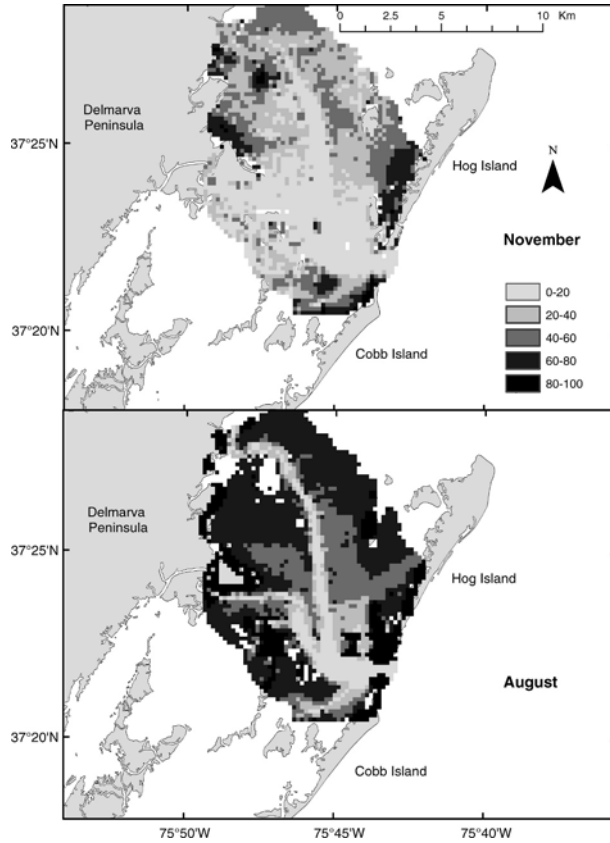 0 2.5 5 10 Km
Delmarva
Peninsula
37°25'N
Hog Island
N
November
0-20
20-40
40-60
60-80
80-100
37°20'N
Cobb Island
Delmarva
Peninsula
37°25'N
Hog Island
August
37°20'N
Cobb Island
75°50'W 75°45'W 75°40'W